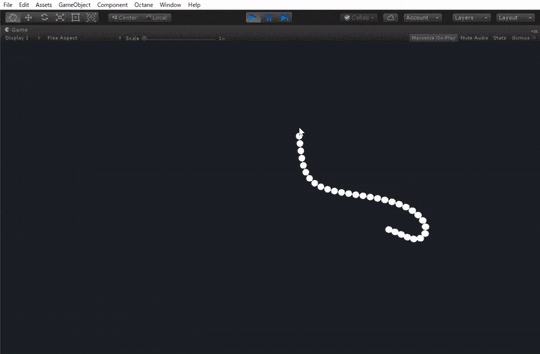 File Edit Assets GameObject Component Octane Window Help
Center Local Collab Account Layers Layout
Game
Display 1 Free Aspect Scale 1x Maximize On Play Mute Audio Stats Gizmos